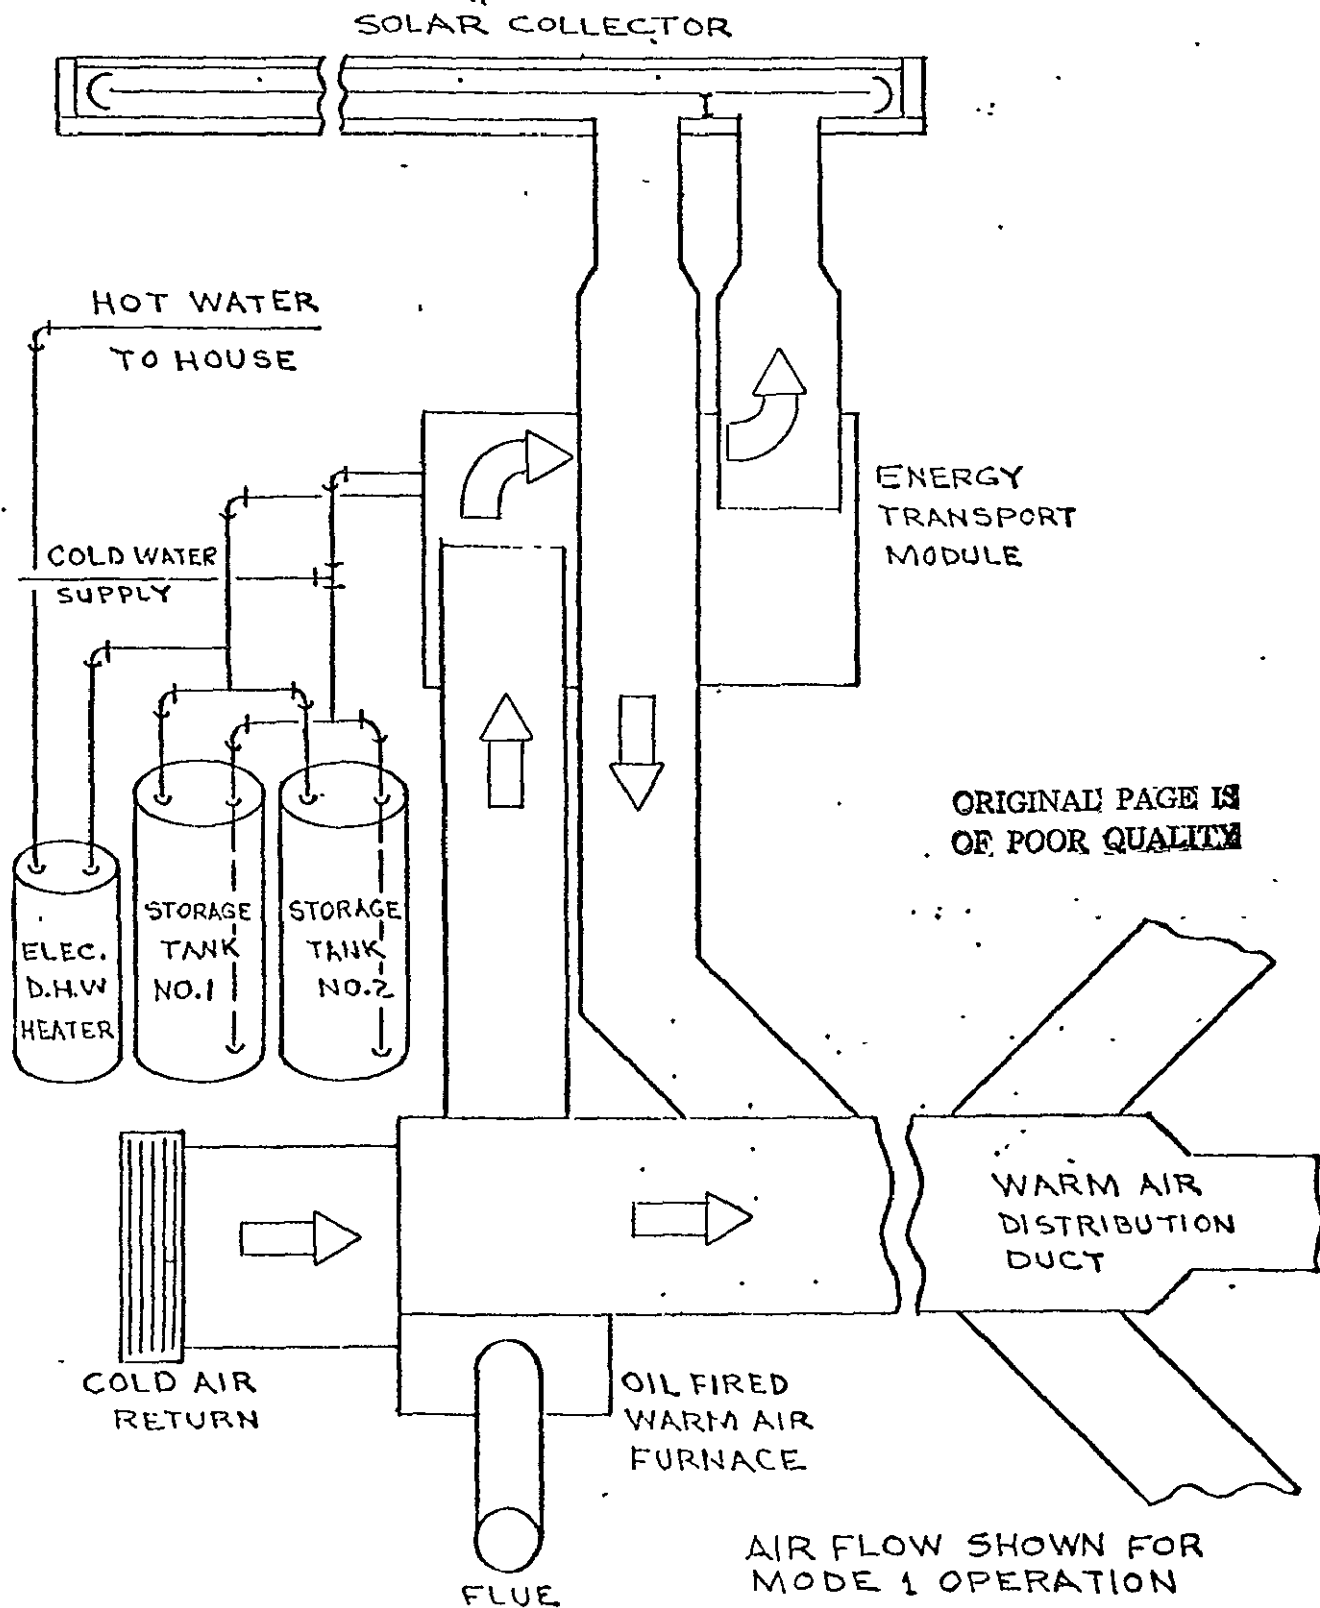 SOLAR COLLECTOR
HOT WATER
TO HOUSE
ENERGY
TRANSPORT
MODULE
COLD WATER
SUPPLY
ORIGINAL PAGE IS
OF POOR QUALITY
STORAGE
TANK
NO.1
STORAGE
TANK
NO.2
ELEC.
D.H.W
HEATER
WARM AIR
DISTRIBUTION
DUCT
COLD AIR
RETURN
OIL FIRED
WARM AIR
FURNACE
FLUE
AIR FLOW SHOWN FOR
MODE 1 OPERATION